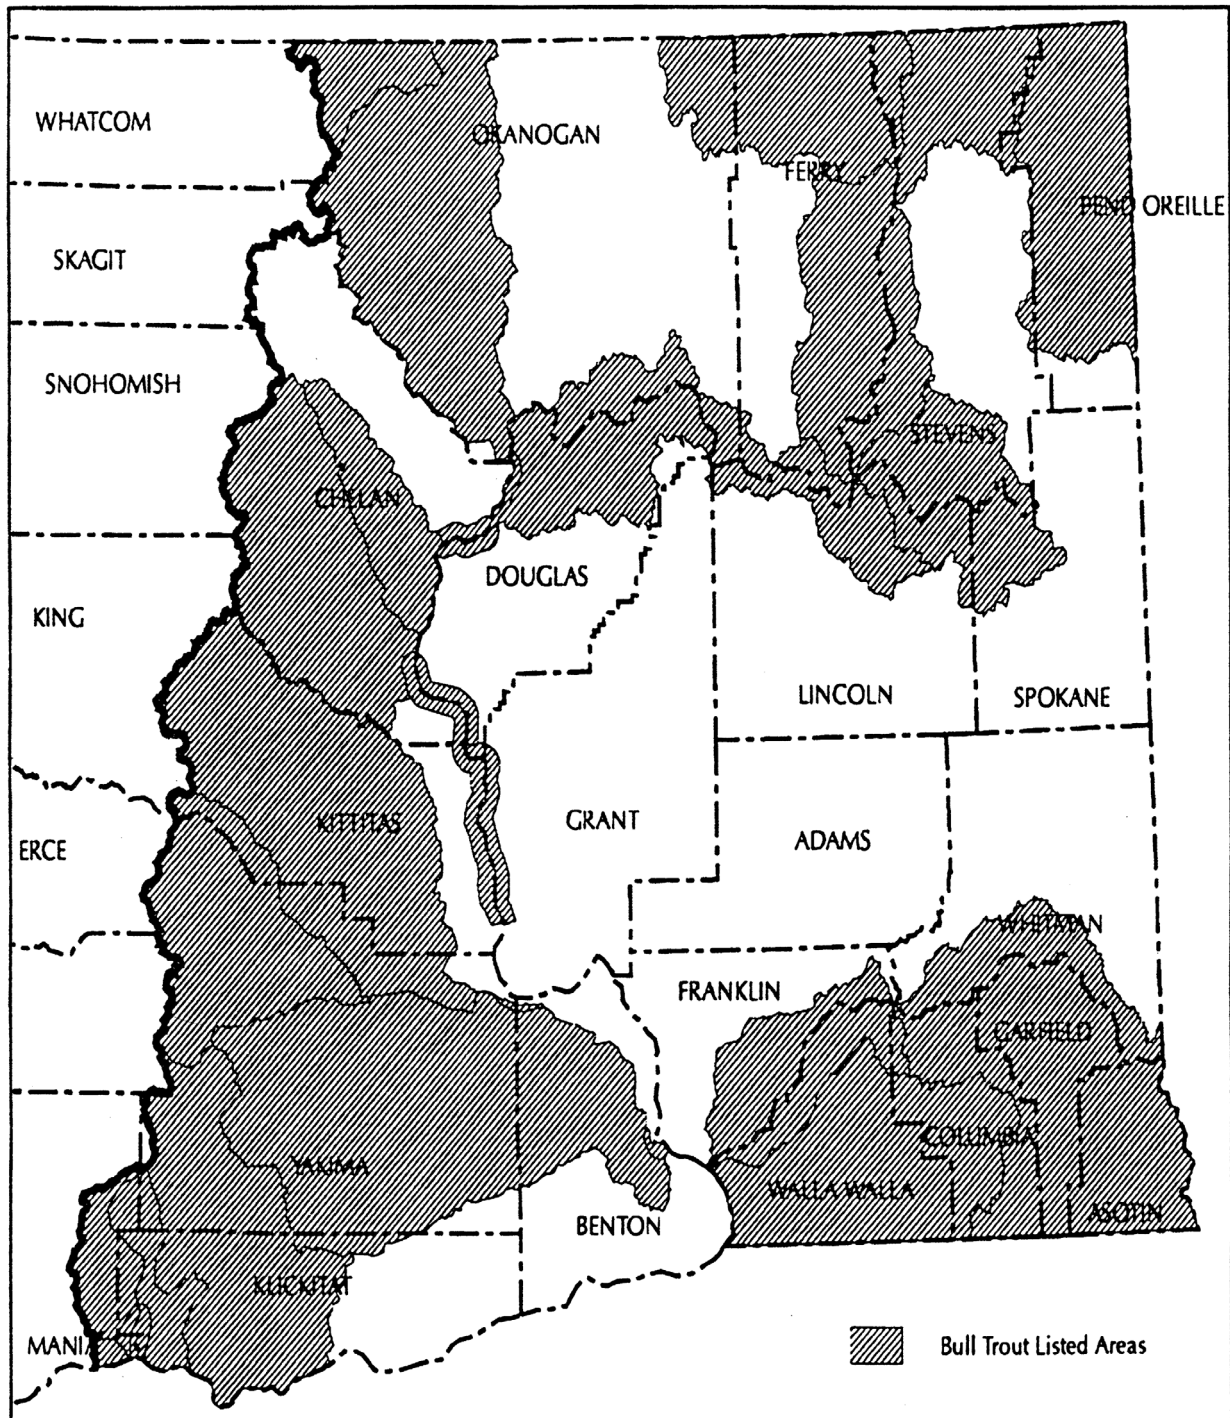 WHATCOM
OKANOGAN
FERRY
PEND OREILLE
SKAGIT
SNOHOMISH
STEVENS
CHELAN
DOUGLAS
KING
LINCOLN
SPOKANE
KITTITAS
GRANT
ADAMS
ERCE
WHITMAN
FRANKLIN
GARFIELD
COLUMBIA
YAKIMA
WALLA WALLA
ASOTIN
BENTON
KLICKITAT
MANIA
Bull Trout Listed Areas